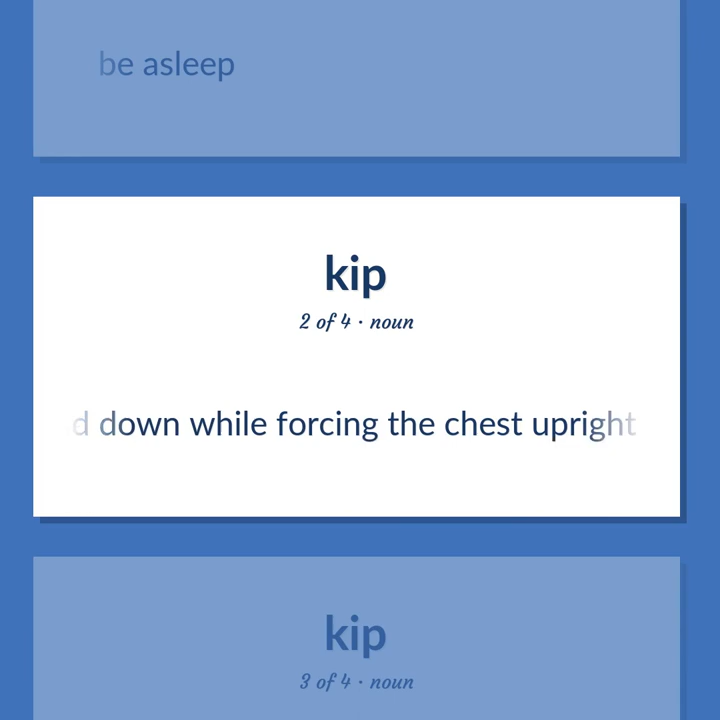 be asleep
kip
2 of 4 · noun
d down while forcing the chest upright
kip
3 of 4 · noun